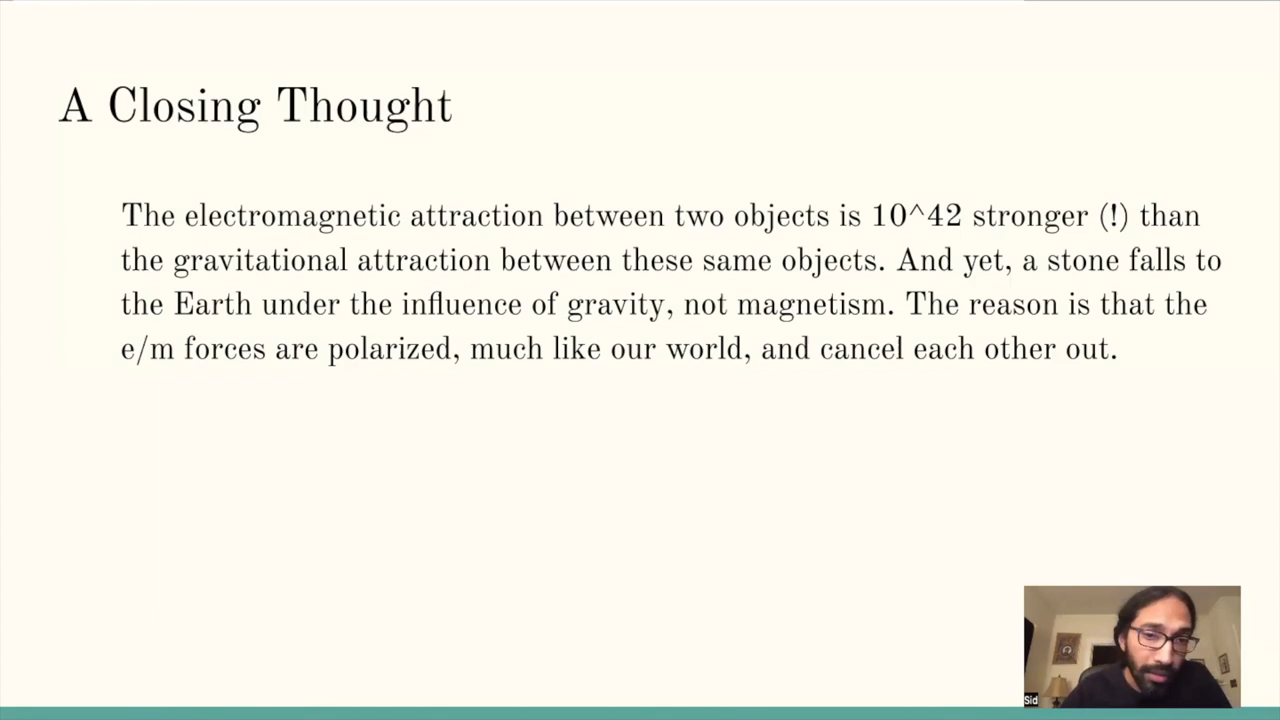 A Closing Thought
The electromagnetic attraction between two objects is 10^42 stronger (!) than
the gravitational attraction between these same objects. And yet, a stone falls to
the Earth under the influence of gravity, not magnetism. The reason is that the
e/m forces are polarized, much like our world, and cancel each other out.
Sid